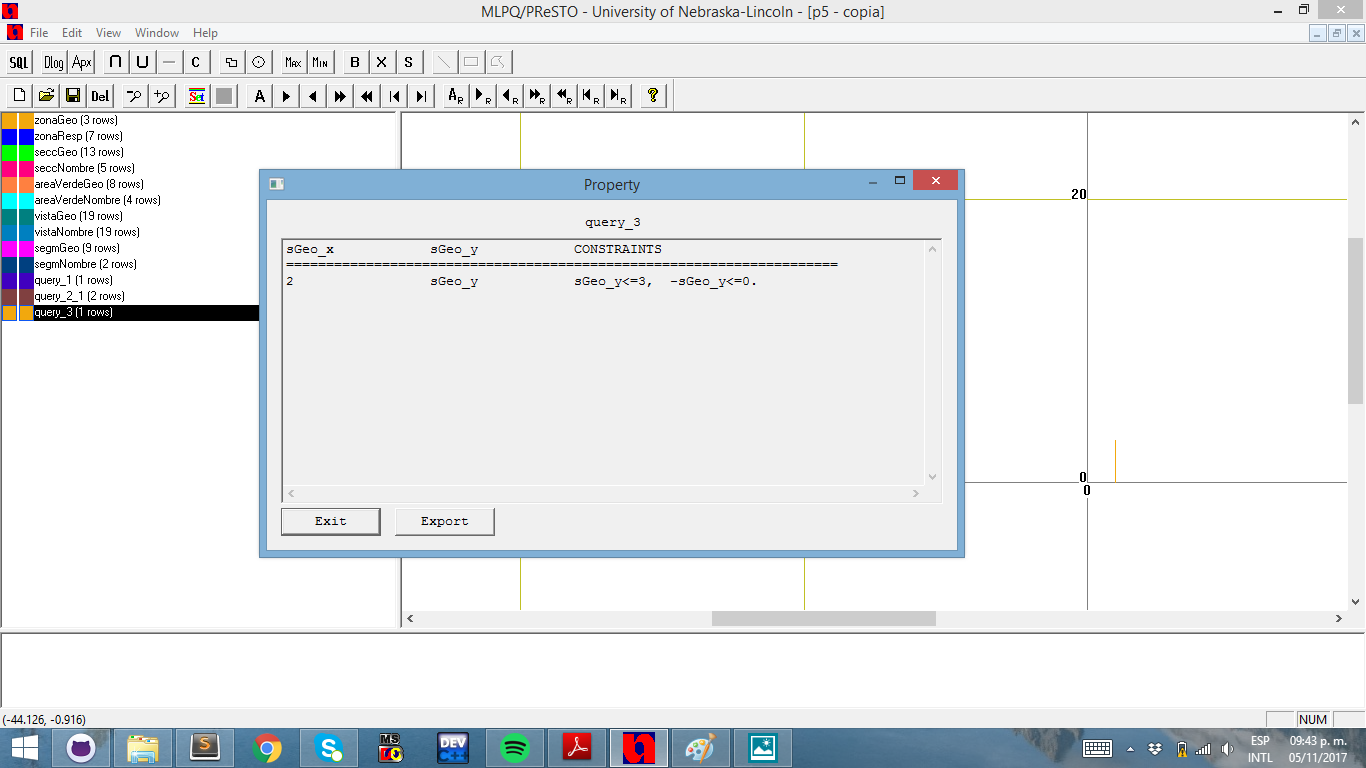 MLPQ/PReSTO - University of Nebraska-Lincoln - [p5 - copia]
File Edit View Window Help
SQL Dlog Apx C Max Min B X S
Del Set A A R R R R R R R ?
zonaGeo (3 rows)
zonaResp (7 rows)
seccGeo (13 rows)
seccNombre (5 rows)
areaVerdeGeo (8 rows)
areaVerdeNombre (4 rows)
vistaGeo (19 rows)
vistaNombre (19 rows)
segmGeo (9 rows)
segmNombre (2 rows)
query_1 (1 rows)
query_2_1 (2 rows)
query_3 (1 rows)
Property
query_3
sGeo_x sGeo_y CONSTRAINTS
=====================================================================
2 sGeo_y sGeo_y<=3, -sGeo_y<=0.
Exit Export
20
0
0
(-44.126, -0.916)
NUM
S S MS DEV C++
ESP 09:43 p. m.
INTL 05/11/2017